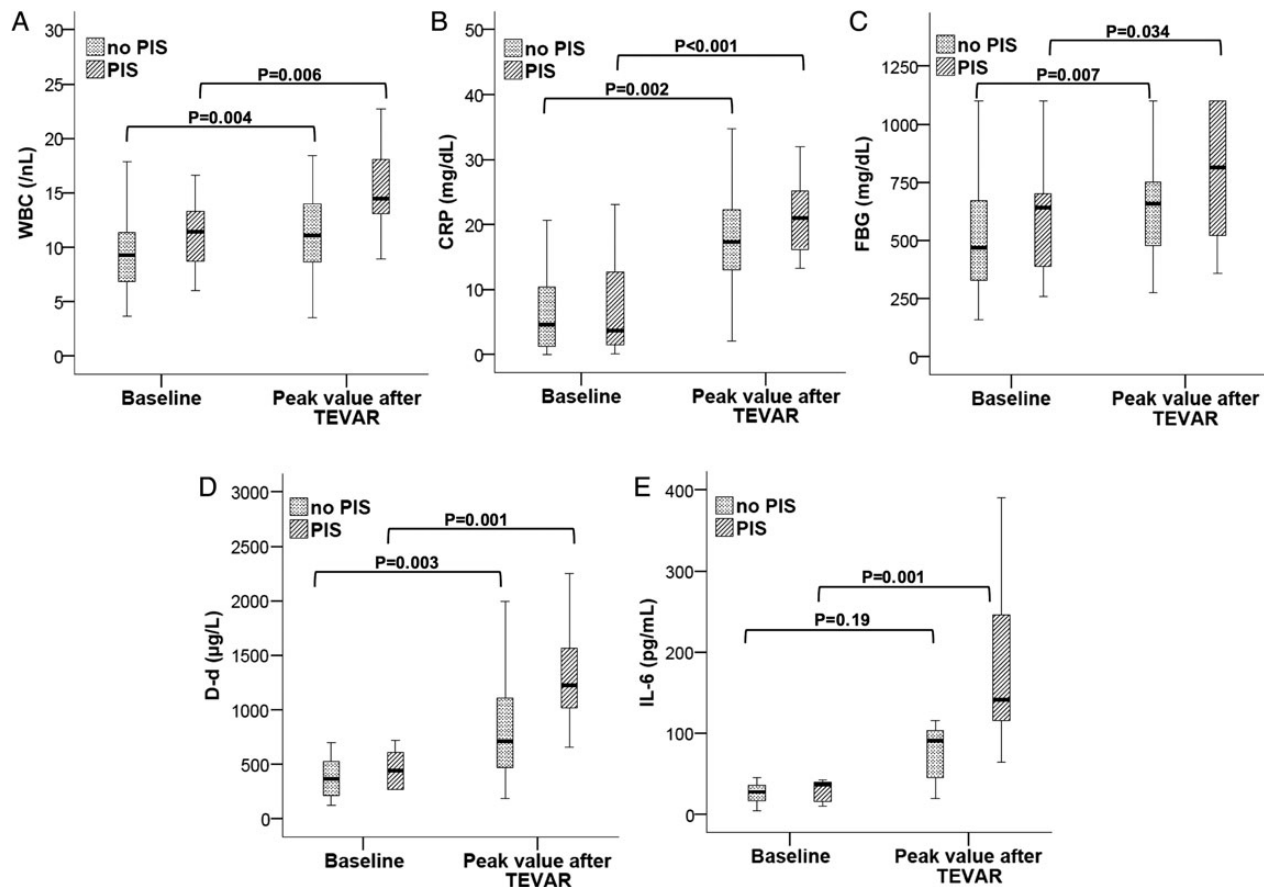 A
WBC (/nL)
30
25
20
15
10
5
0
no PIS
PIS
P=0.006
P=0.004
Baseline
Peak value after
TEVAR
B
CRP (mg/dL)
50
40
30
20
10
0
no PIS
PIS
P<0.001
P=0.002
Baseline
Peak value after
TEVAR
C
FBG (mg/dL)
1250
1000
750
500
250
0
no PIS
PIS
P=0.034
P=0.007
Baseline
Peak value after
TEVAR
D
D-d (µg/L)
3000
2500
2000
1500
1000
500
0
no PIS
PIS
P=0.001
P=0.003
Baseline
Peak value after
TEVAR
E
IL-6 (pg/mL)
400
300
200
100
0
no PIS
PIS
P=0.001
P=0.19
Baseline
Peak value after
TEVAR